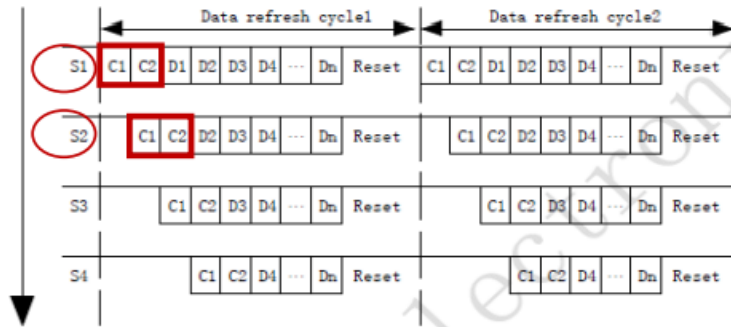 Data refresh cycle1 Data refresh cycle2
S1 C1 C2 D1 D2 D3 D4 ... Dn Reset C1 C2 D1 D2 D3 D4 ... Dn Reset
S2 C1 C2 D2 D3 D4 ... Dn Reset C1 C2 D2 D3 D4 ... Dn Reset
S3 C1 C2 D3 D4 ... Dn Reset C1 C2 D3 D4 ... Dn Reset
S4 C1 C2 D4 ... Dn Reset C1 C2 D4 ... Dn Reset
electron